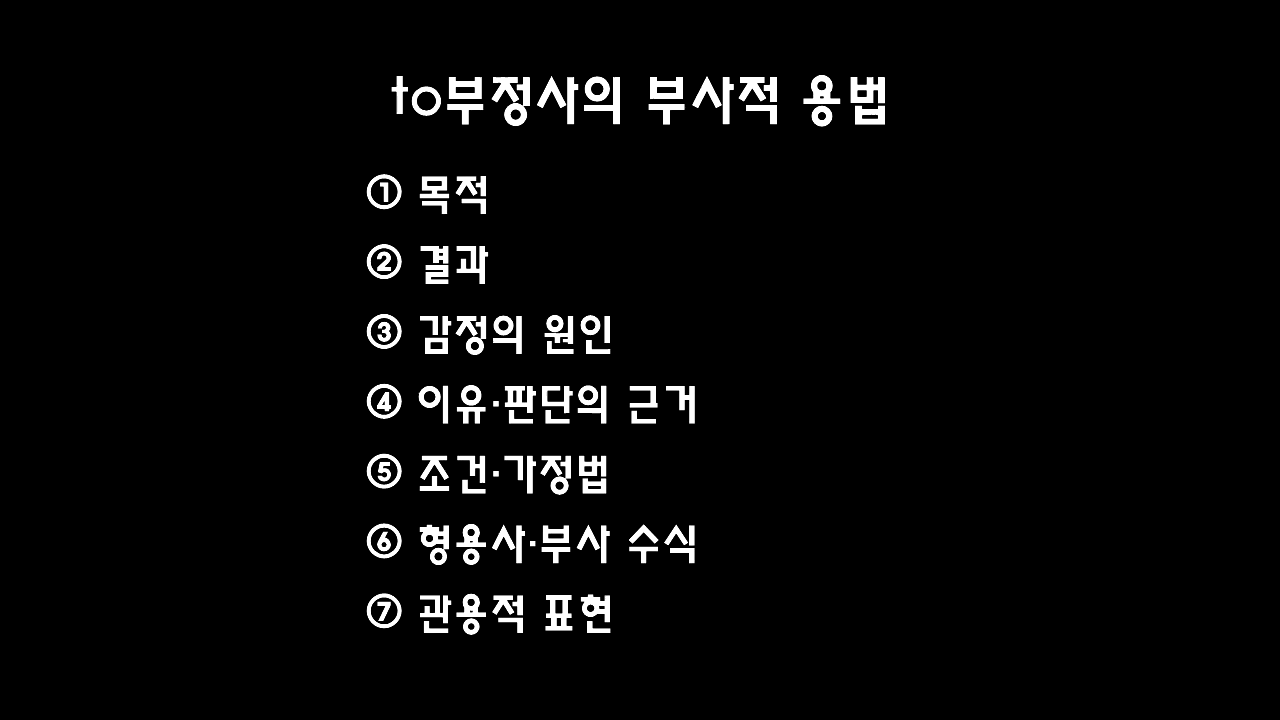 to부정사의 부사적 용법
① 목적
② 결과
③ 감정의 원인
④ 이유·판단의 근거
⑤ 조건·가정법
⑥ 형용사·부사 수식
⑦ 관용적 표현